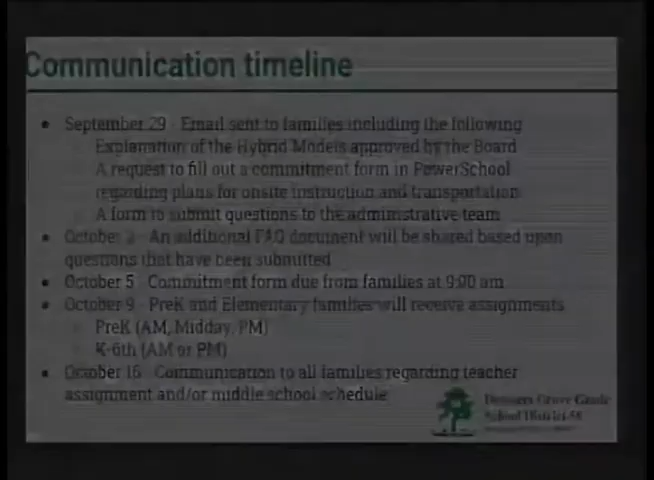 Communication timeline
• September 29 - Email sent to families including the following
Explanation of the Hybrid Models approved by the Board
A request to fill out a commitment form in PowerSchool
regarding plans for onsite instruction and transportation
A form to submit questions to the administrative team
• October - An additional FAQ document will be shared based upon
questions that have been submitted
• October 5 - Commitment form due from families at 9:00 am
• October 9 - PreK and Elementary families will receive assignments
PreK (AM, Midday, PM)
K-6th (AM or PM)
• October 16 - Communication to all families regarding teacher
assignment and/or middle school schedule
Downers Grove Grade
School District 58